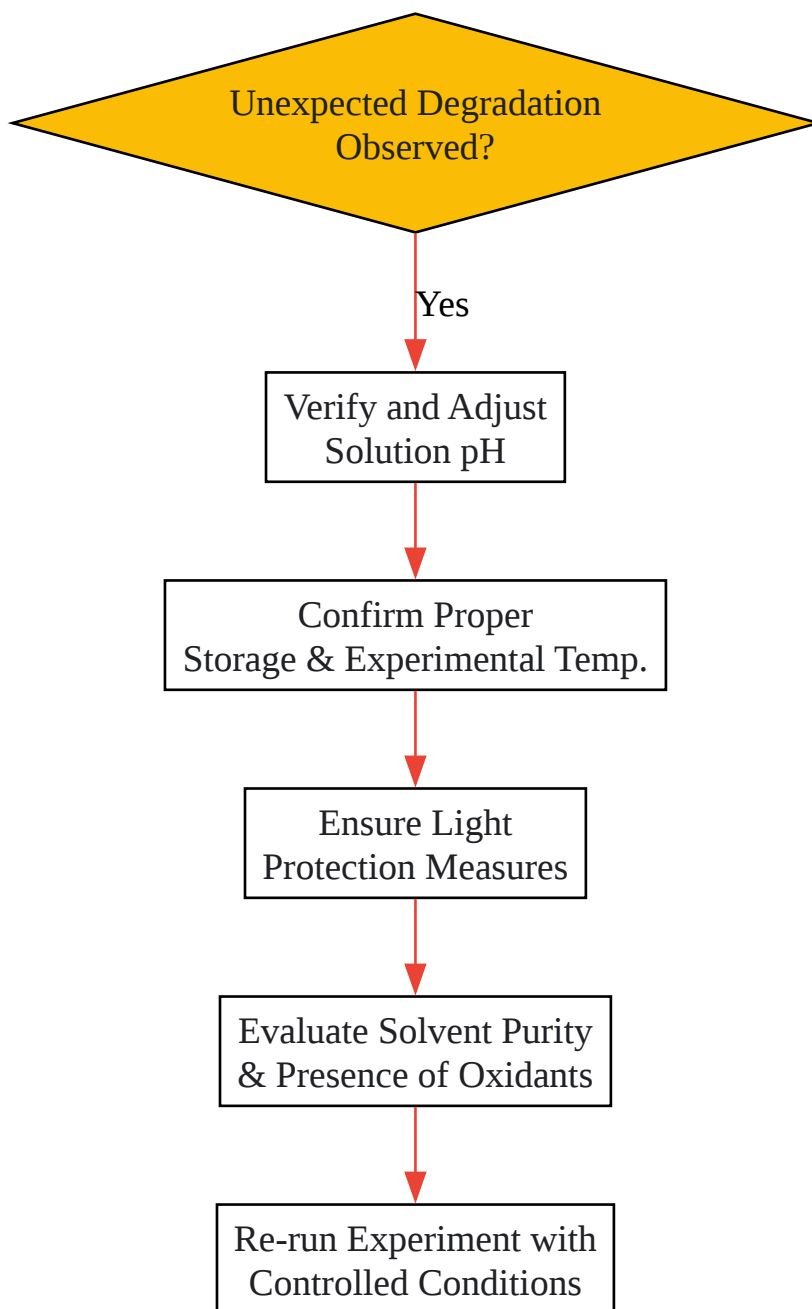 Unexpected Degradation
Observed?
Yes
Verify and Adjust
Solution pH
Confirm Proper
Storage & Experimental Temp.
Ensure Light
Protection Measures
Evaluate Solvent Purity
& Presence of Oxidants
Re-run Experiment with
Controlled Conditions